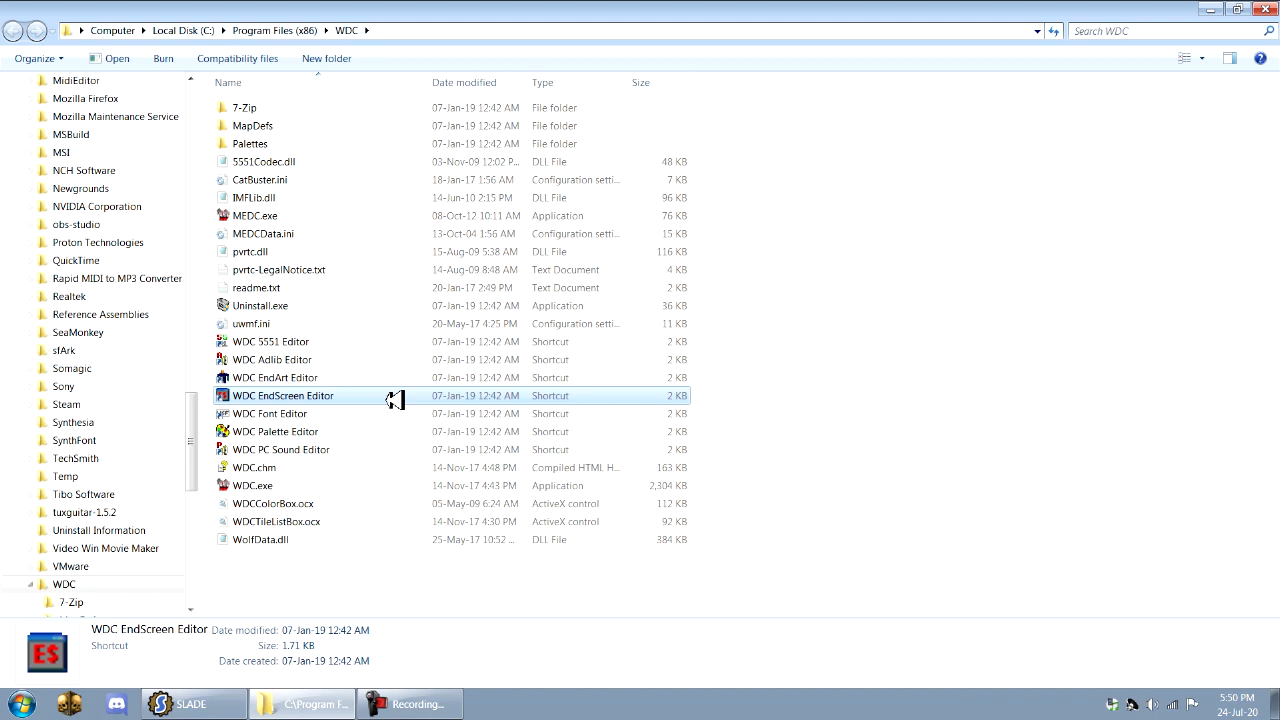 Computer Local Disk (C:) Program Files (x86) WDC Search WDC
Organize Open Burn Compatibility files New folder
Name Date modified Type Size
MidiEditor
Mozilla Firefox
Mozilla Maintenance Service
MSBuild
MSI
NCH Software
Newgrounds
NVIDIA Corporation
obs-studio
Proton Technologies
QuickTime
Rapid MIDI to MP3 Converter
Realtek
Reference Assemblies
SeaMonkey
sfArk
Somagic
Sony
Steam
Synthesia
SynthFont
TechSmith
Temp
Tibo Software
tuxguitar-1.5.2
Uninstall Information
Video Win Movie Maker
VMware
WDC
7-Zip
7-Zip 07-Jan-19 12:42 AM File folder
MapDefs 07-Jan-19 12:42 AM File folder
Palettes 07-Jan-19 12:42 AM File folder
5551Codec.dll 03-Nov-09 12:02 P... DLL File 48 KB
CatBuster.ini 18-Jan-17 1:56 AM Configuration setti... 7 KB
IMFLib.dll 14-Jun-10 2:15 PM DLL File 96 KB
MEDC.exe 08-Oct-12 10:11 AM Application 76 KB
MEDCData.ini 13-Oct-04 1:56 AM Configuration setti... 15 KB
pvrtc.dll 15-Aug-09 5:38 AM DLL File 116 KB
pvrtc-LegalNotice.txt 14-Aug-09 8:48 AM Text Document 4 KB
readme.txt 20-Jan-17 2:49 PM Text Document 2 KB
Uninstall.exe 07-Jan-19 12:42 AM Application 36 KB
uwmf.ini 20-May-17 4:25 PM Configuration setti... 11 KB
WDC 5551 Editor 07-Jan-19 12:42 AM Shortcut 2 KB
WDC Adlib Editor 07-Jan-19 12:42 AM Shortcut 2 KB
WDC EndArt Editor 07-Jan-19 12:42 AM Shortcut 2 KB
WDC EndScreen Editor 07-Jan-19 12:42 AM Shortcut 2 KB
WDC Font Editor 07-Jan-19 12:42 AM Shortcut 2 KB
WDC Palette Editor 07-Jan-19 12:42 AM Shortcut 2 KB
WDC PC Sound Editor 07-Jan-19 12:42 AM Shortcut 2 KB
WDC.chm 14-Nov-17 4:48 PM Compiled HTML H... 163 KB
WDC.exe 14-Nov-17 4:43 PM Application 2,304 KB
WDCColorBox.ocx 05-May-09 6:24 AM ActiveX control 112 KB
WDCTileListBox.ocx 14-Nov-17 4:30 PM ActiveX control 92 KB
WolfData.dll 25-May-17 10:52 ... DLL File 384 KB
ES
WDC EndScreen Editor Date modified: 07-Jan-19 12:42 AM
Shortcut Size: 1.71 KB
Date created: 07-Jan-19 12:42 AM
SLADE C:\Program F... Recording...
5:50 PM
24-Jul-20